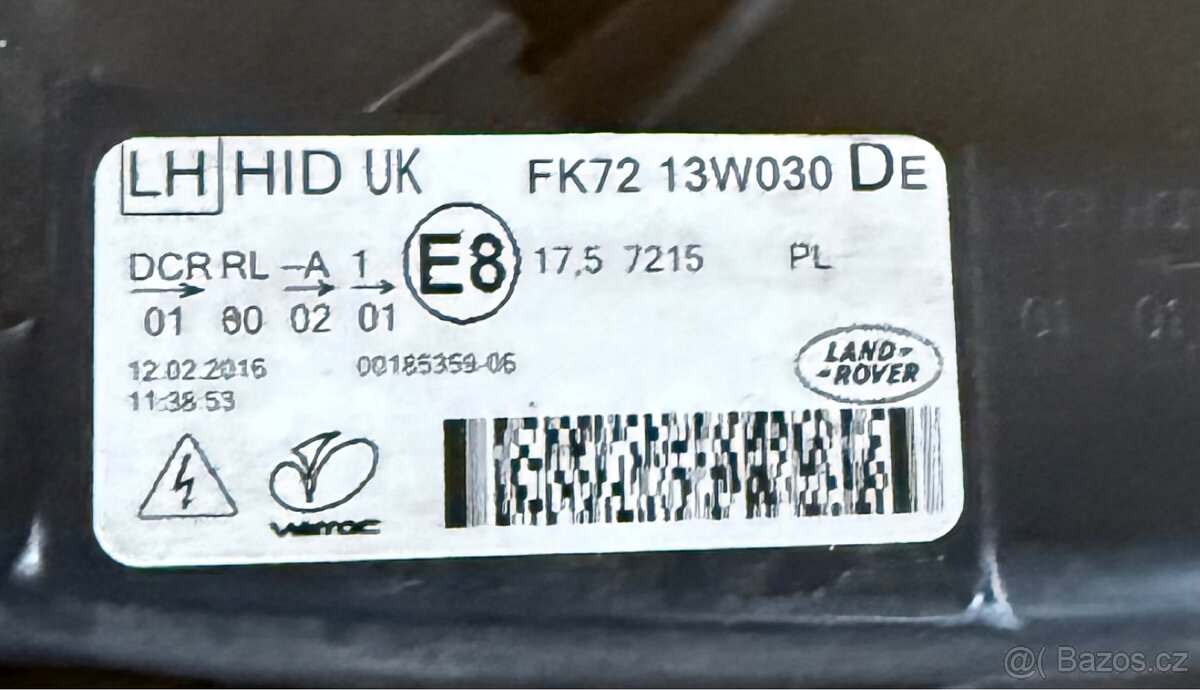 LH HID UK FK72 13W030 DE
DCR RL -A 1 E8 17,5 7215 PL
01 00 02 01
12.02.2016 00185359-06
11:38:53
LAND-
-ROVER
@( Bazos.cz